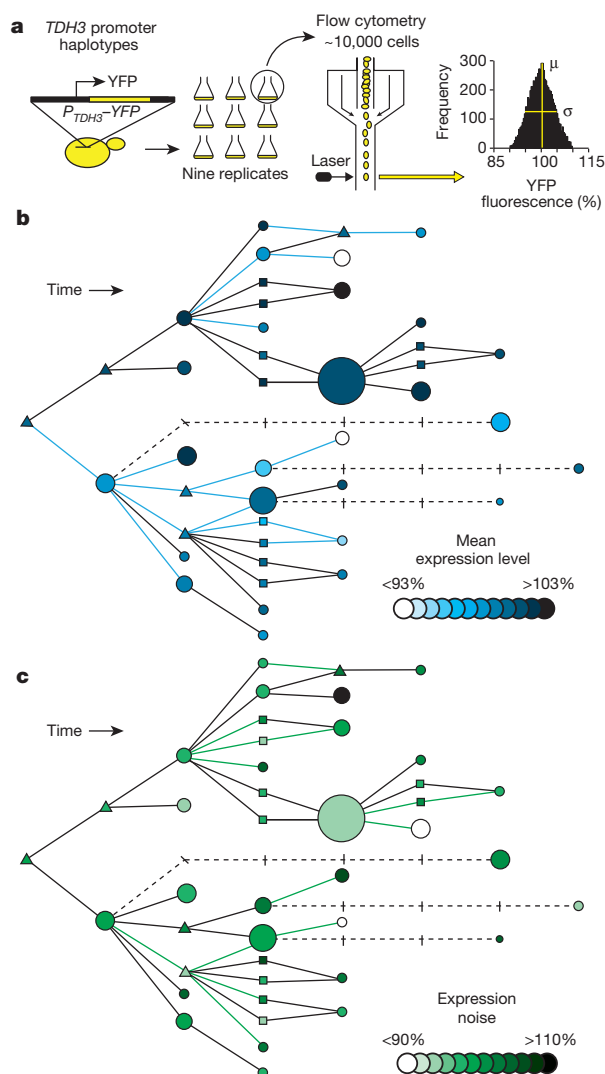 a
TDH3 promoter
haplotypes
YFP
P_TDH3–YFP
Nine replicates
Flow cytometry
~10,000 cells
Laser
Frequency
300
200
100
0
μ
σ
85
100
115
YFP
fluorescence (%)
b
Time
Mean
expression level
<93%
>103%
c
Time
Expression
noise
<90%
>110%